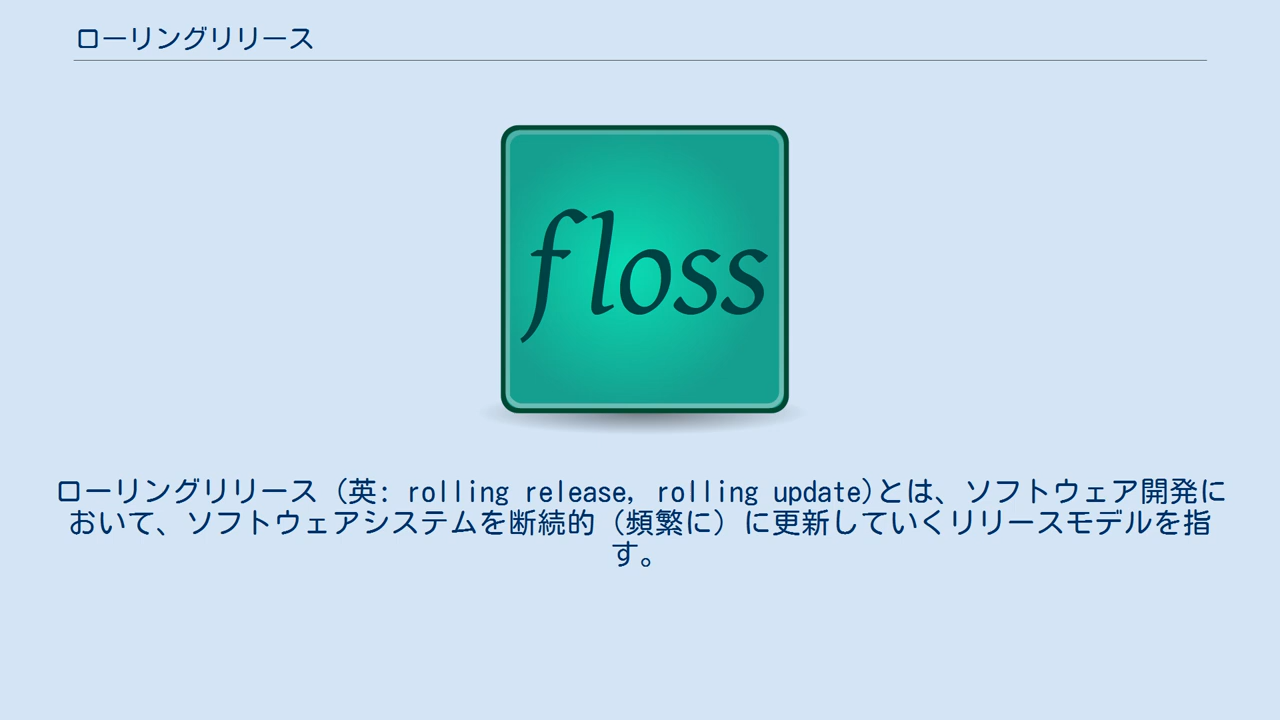 ローリングリリース
floss
ローリングリリース（英: rolling release, rolling update)とは、ソフトウェア開発に
おいて、ソフトウェアシステムを断続的（頻繁に）に更新していくリリースモデルを指
す。